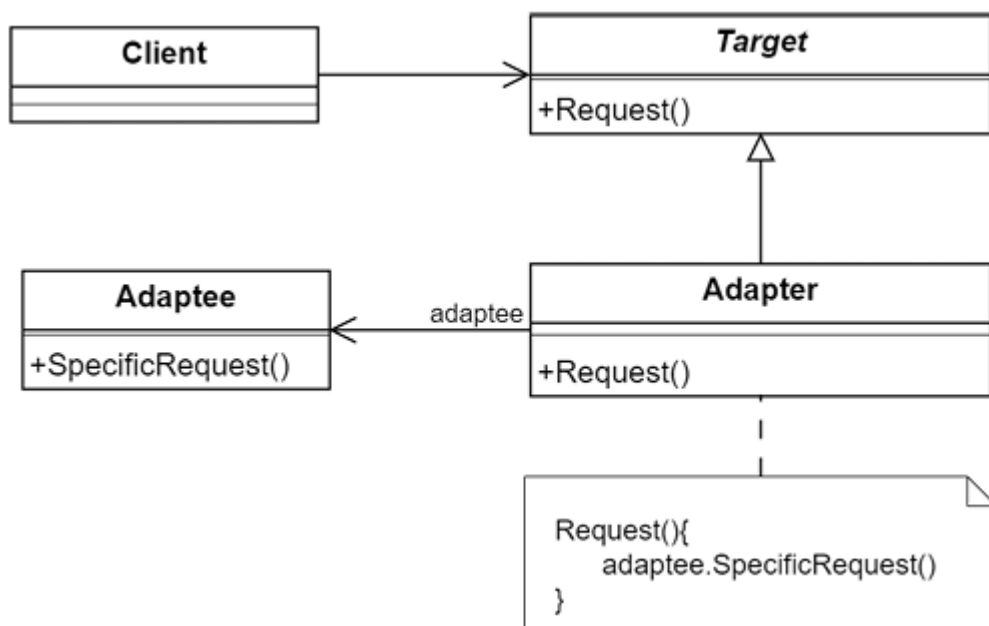 Client
Target
+Request()
Adaptee
+SpecificRequest()
adaptee
Adapter
+Request()
Request(){
adaptee.SpecificRequest()
}